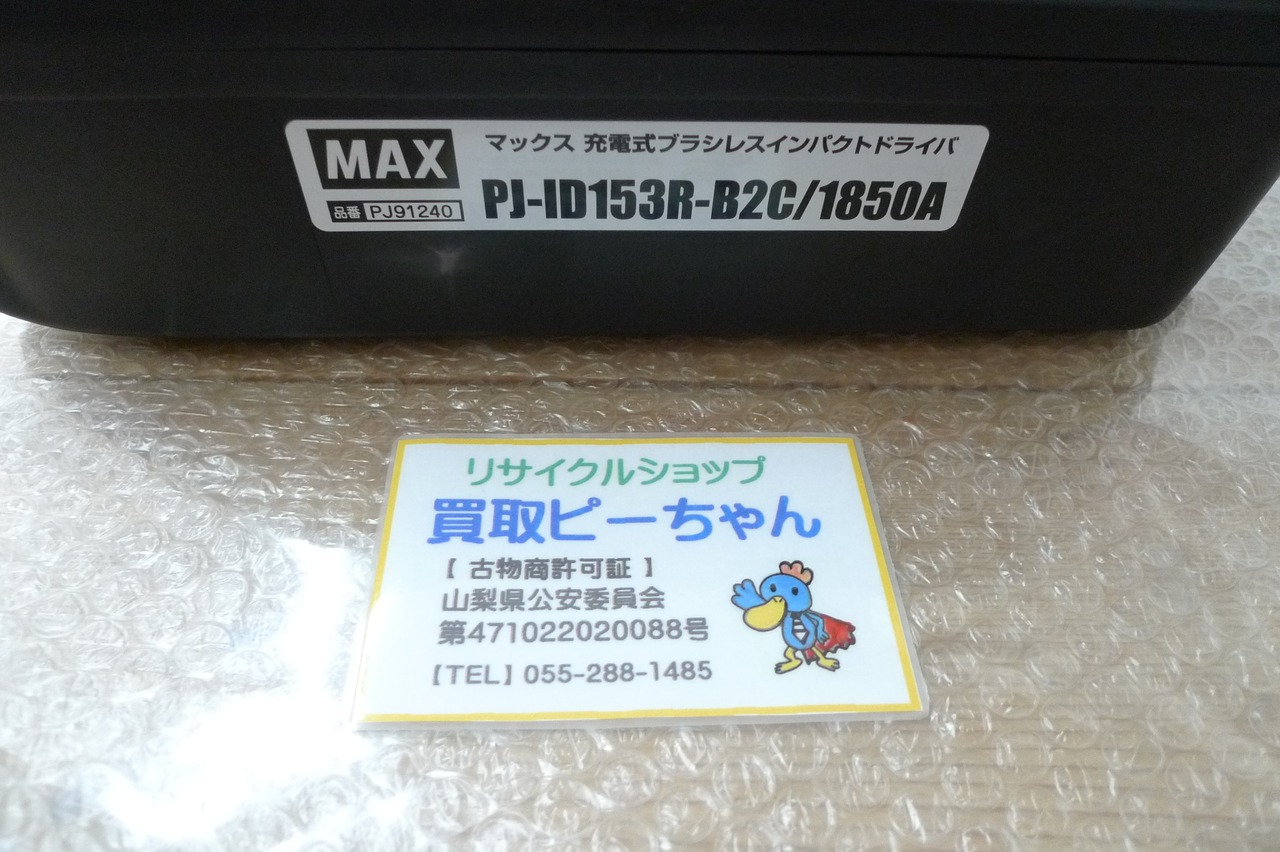 MAX
マックス 充電式ブラシレスインパクトドライバ
品番 PJ91240
PJ-ID153R-B2C/1850A
リサイクルショップ
買取ピーちゃん
【 古物商許可証 】
山梨県公安委員会
第471022020088号
【TEL】055-288-1485